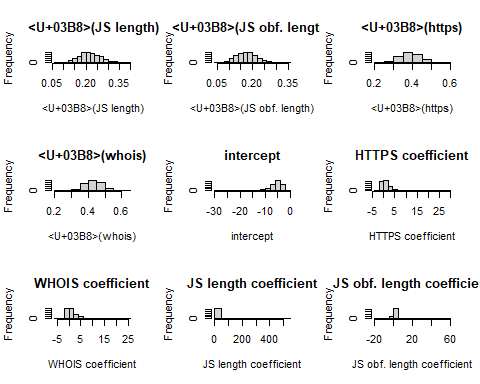 <U+03B8>(JS length)
Frequency
0
0.05 0.20 0.35
<U+03B8>(JS length)
<U+03B8>(JS obf. lengt
Frequency
0
0.05 0.20 0.35
<U+03B8>(JS obf. length)
<U+03B8>(https)
Frequency
0
0.2 0.4 0.6
<U+03B8>(https)
<U+03B8>(whois)
Frequency
0
0.2 0.4 0.6
<U+03B8>(whois)
intercept
Frequency
0
-30 -20 -10 0
intercept
HTTPS coefficient
Frequency
0
-5 5 15 25
HTTPS coefficient
WHOIS coefficient
Frequency
0
-5 5 15 25
WHOIS coefficient
JS length coefficient
Frequency
0
0 200 400
JS length coefficient
JS obf. length coefficie
Frequency
0
-20 20 60
JS obf. length coefficient